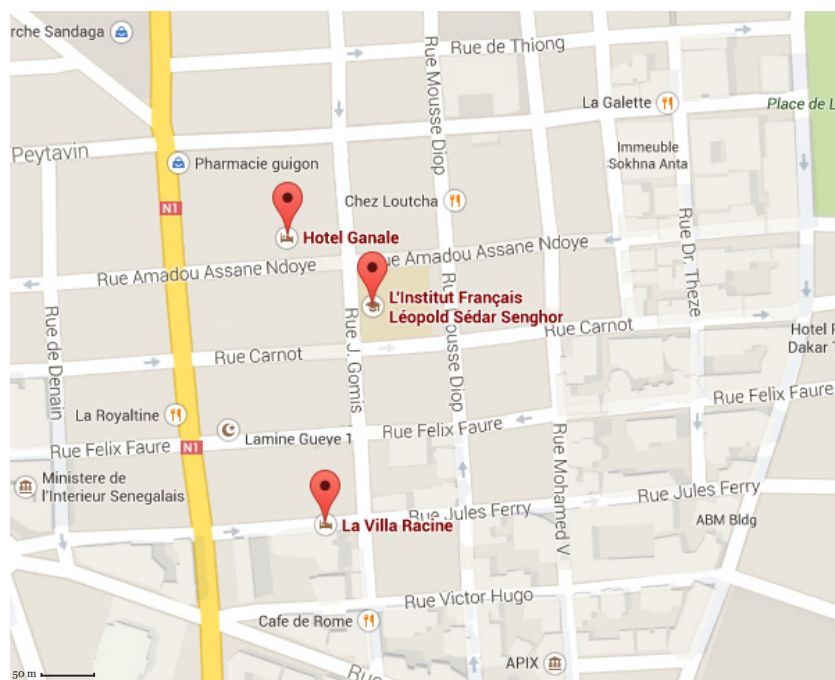 rche Sandaga
Rue de Thiong
Rue Mousse Diop
La Galette
Place de L
Peytavin
Pharmacie guigon
Immeuble
Sokhna Anta
Chez Loutcha
N1
Hotel Ganale
Rue Amadou Assane Ndoye
ue Amadou Assane Ndoye
Rue Dr. Theze
L'Institut Français
Léopold Sédar Senghor
Rue de Denain
Rue Carnot
Rue J. Gomis
ousse Diop
Rue Carnot
Hotel P
Dakar T
Rue Felix Faure
La Royaltine
Lamine Gueye 1
Rue Felix Faure
Rue Felix Faure
N1
Rue Mohamed V
Ministere de
l'Interieur Senegalais
Rue Jules Ferry
La Villa Racine
Rue Jules Ferry
ABM Bldg
Rue Victor Hugo
Cafe de Rome
APIX
Rue
50 m